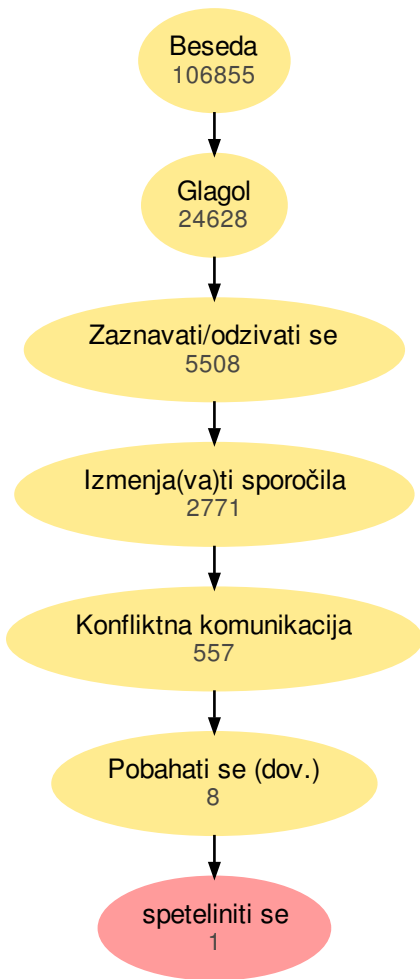 Beseda
106855
Glagol
24628
Zaznavati/odzivati se
5508
Izmenja(va)ti sporočila
2771
Konfliktna komunikacija
557
Pobahati se (dov.)
8
speteliniti se
1